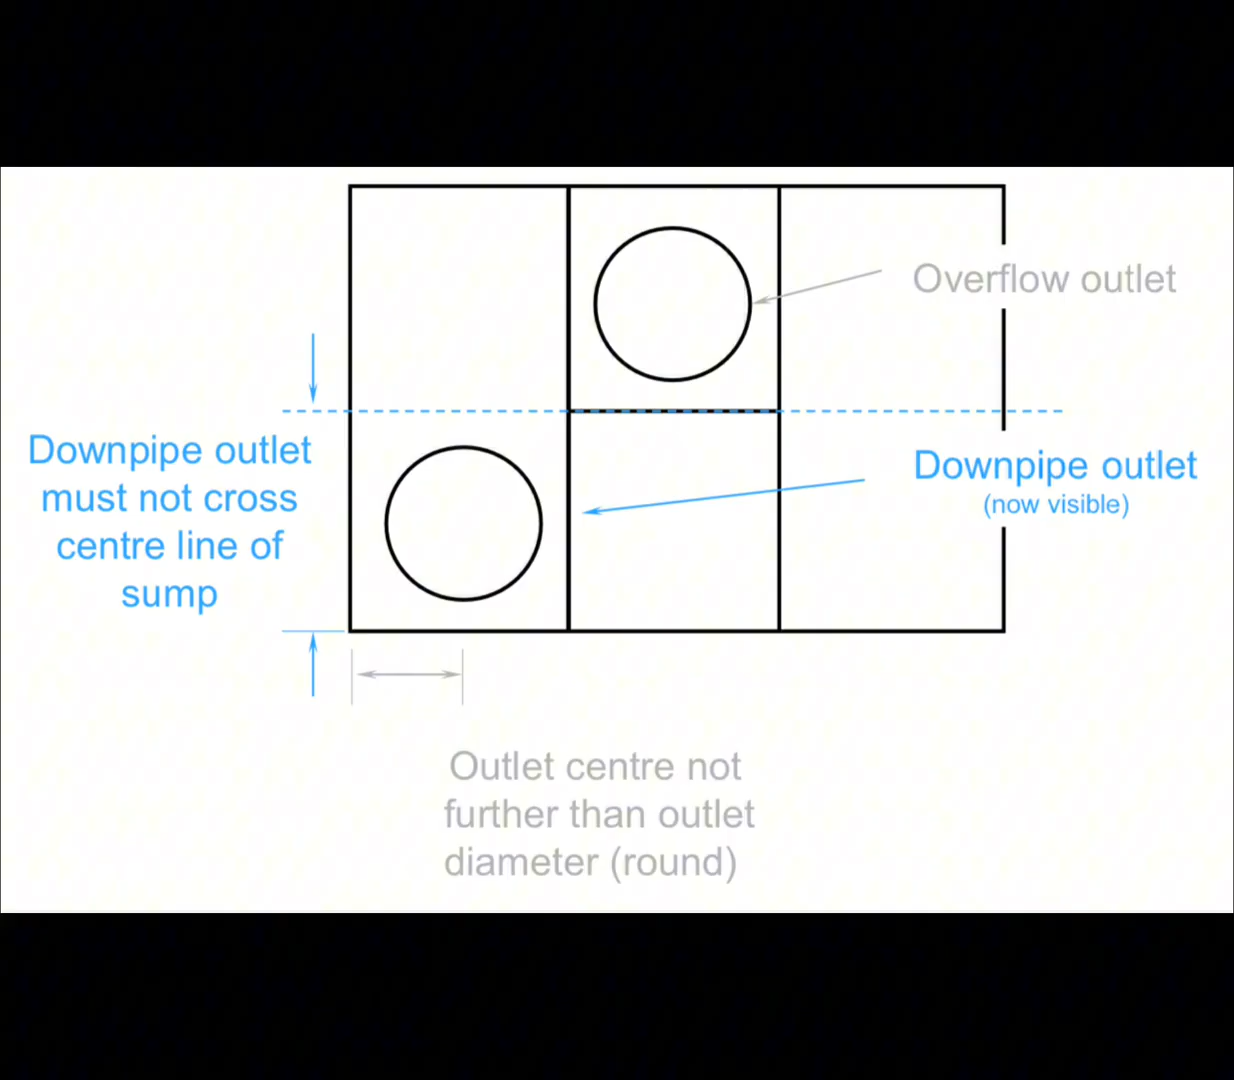 Overflow outlet
Downpipe outlet
must not cross
centre line of
sump
Downpipe outlet
(now visible)
Outlet centre not
further than outlet
diameter (round)